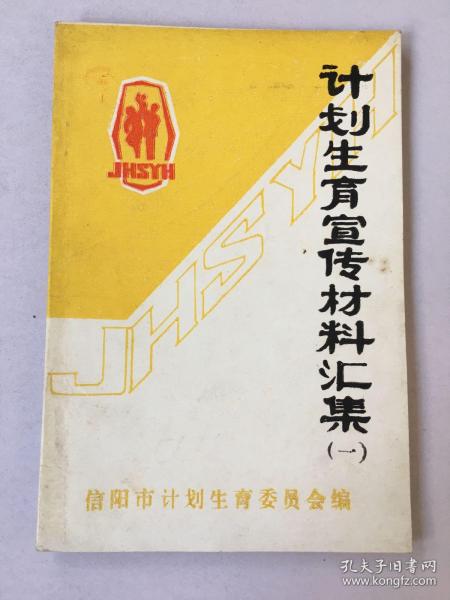 JHSYH
计划生育宣传材料汇集
(一)
JHSYH
信阳市计划生育委员会编
孔夫子旧书网
www.kongfz.com